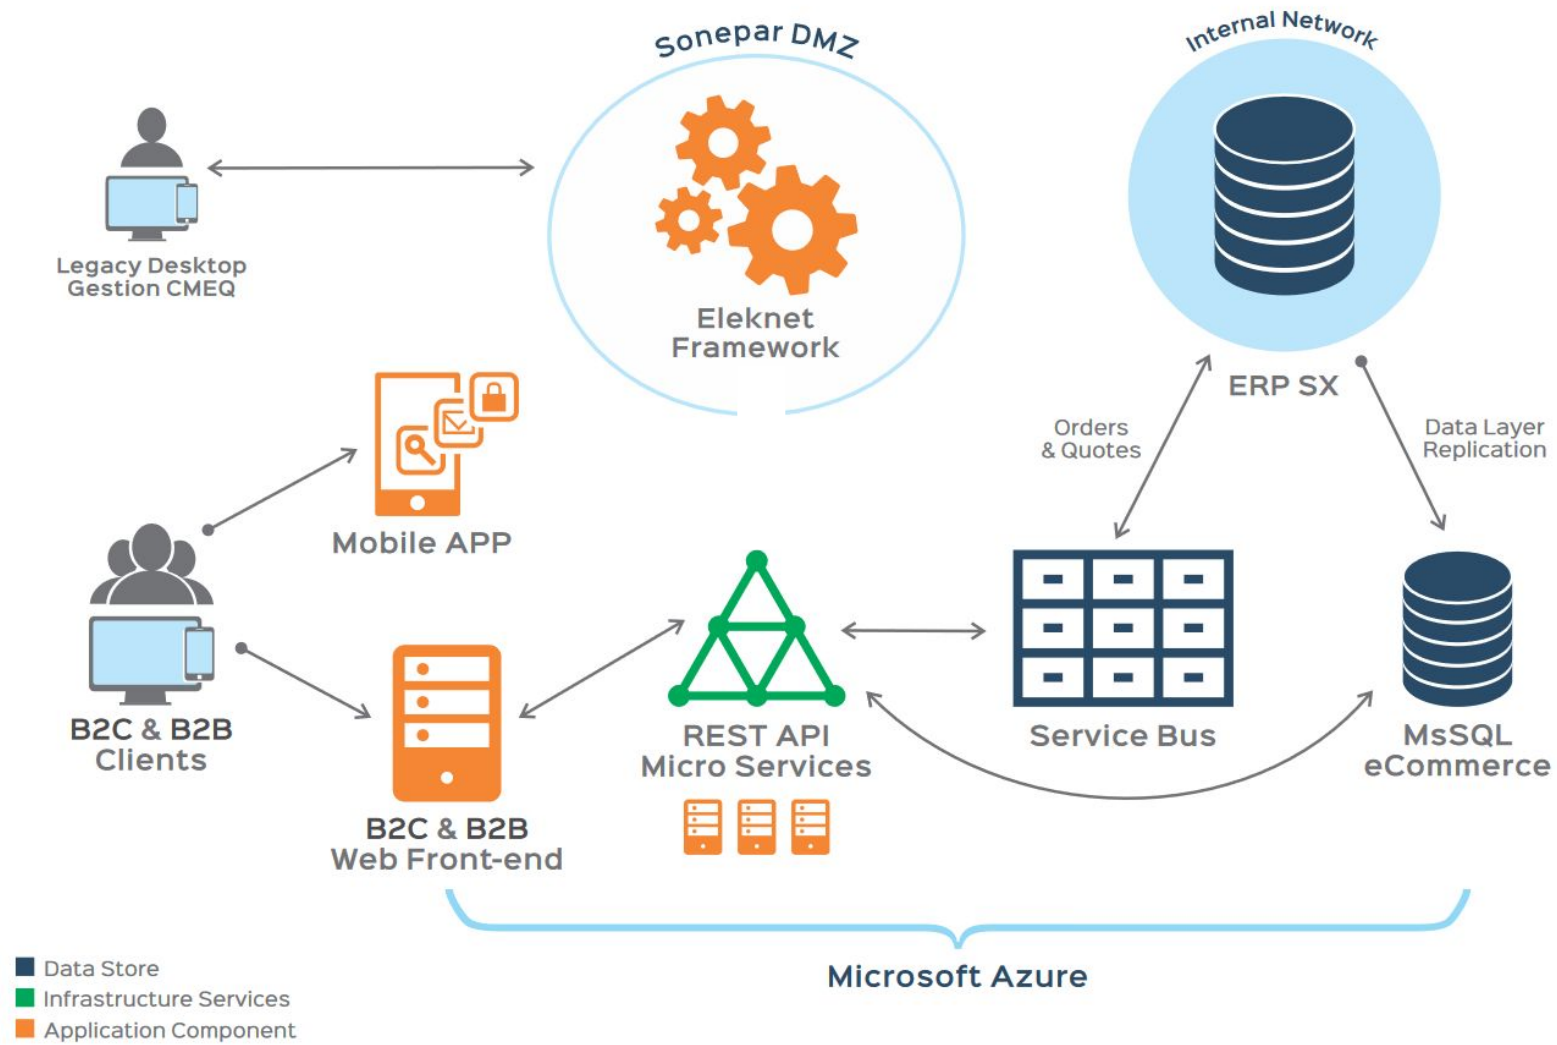 Sonepar DMZ
Internal Network
Legacy Desktop
Gestion CMEQ
Eleknet
Framework
ERP SX
Orders
& Quotes
Data Layer
Replication
Mobile APP
B2C & B2B
Clients
REST API
Micro Services
Service Bus
MsSQL
eCommerce
B2C & B2B
Web Front-end
Microsoft Azure
Data Store
Infrastructure Services
Application Component